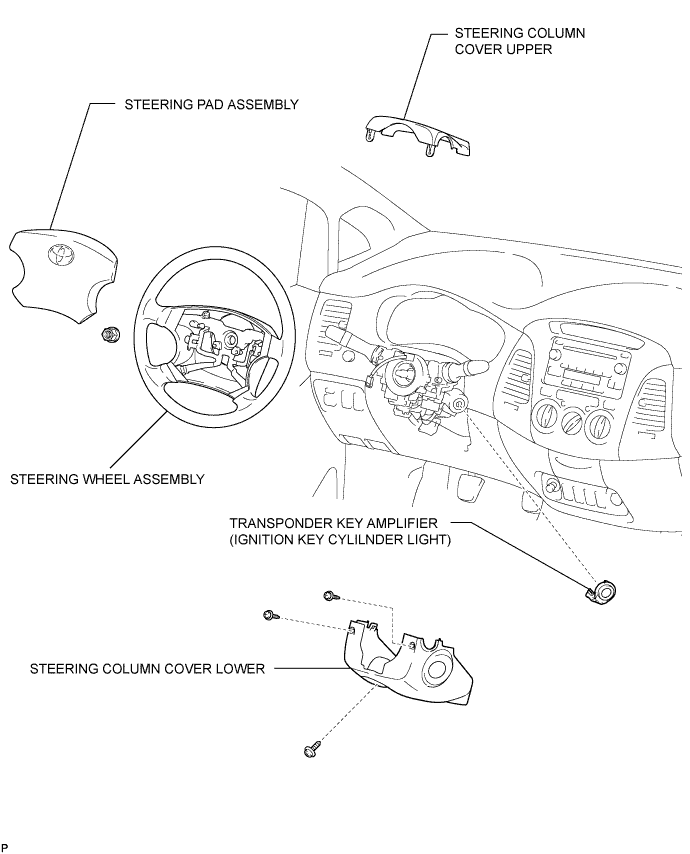 STEERING COLUMN
COVER UPPER
STEERING PAD ASSEMBLY
STEERING WHEEL ASSEMBLY
TRANSPONDER KEY AMPLIFIER
(IGNITION KEY CYLILNDER LIGHT)
STEERING COLUMN COVER LOWER
P